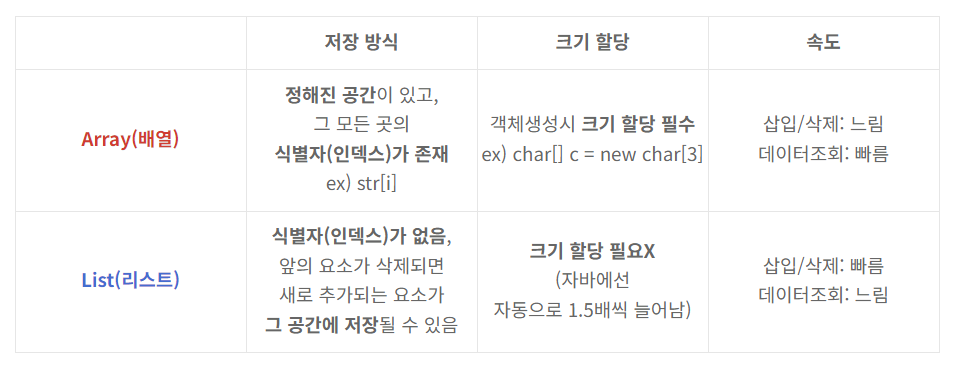 저장 방식
크기 할당
속도
Array(배열)
정해진 공간이 있고,
그 모든 곳의
식별자(인덱스)가 존재
ex) str[i]
객체생성시 크기 할당 필수
ex) char[] c = new char[3]
삽입/삭제: 느림
데이터조회: 빠름
List(리스트)
식별자(인덱스)가 없음,
앞의 요소가 삭제되면
새로 추가되는 요소가
그 공간에 저장될 수 있음
크기 할당 필요X
(자바에선
자동으로 1.5배씩 늘어남)
삽입/삭제: 빠름
데이터조회: 느림